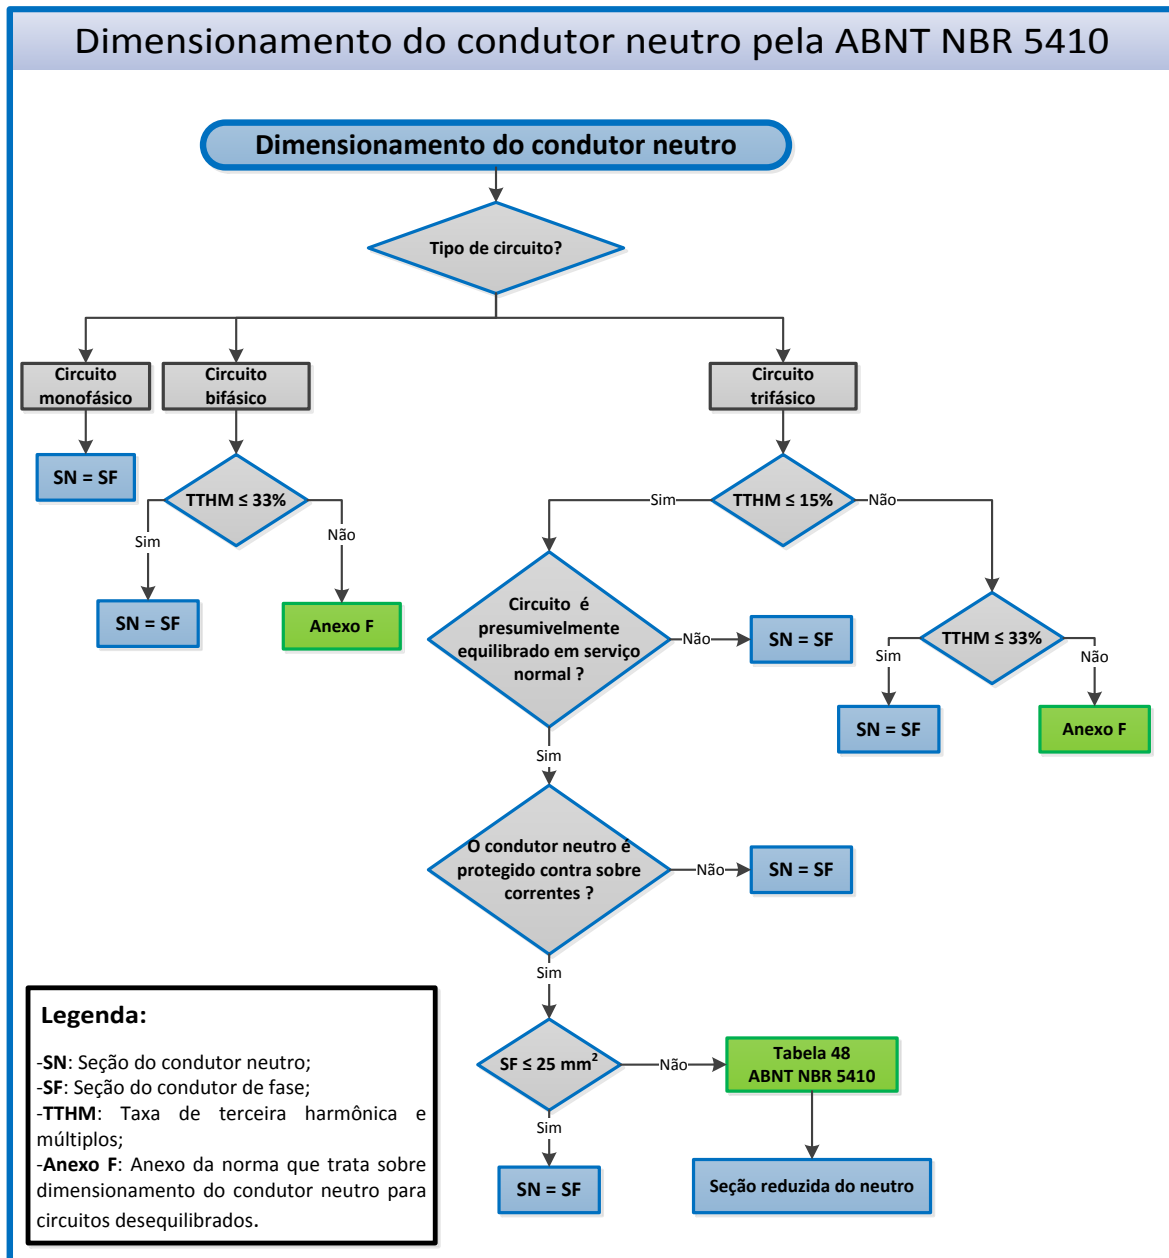 Dimensionamento do condutor neutro pela ABNT NBR 5410
Dimensionamento do condutor neutro
Tipo de circuito?
Circuito
monofásico
Circuito
bifásico
Circuito
trifásico
SN = SF
TTHM ≤ 33%
TTHM ≤ 15%
Sim
Não
Sim
Não
SN = SF
Anexo F
Circuito é
presumivelmente
equilibrado em serviço
normal ?
Não
SN = SF
TTHM ≤ 33%
Sim
Não
SN = SF
Anexo F
Sim
O condutor neutro é
protegido contra sobre
correntes ?
Não
SN = SF
Sim
SF ≤ 25 mm²
Não
Tabela 48
ABNT NBR 5410
Sim
SN = SF
Seção reduzida do neutro
Legenda:
-SN: Seção do condutor neutro;
-SF: Seção do condutor de fase;
-TTHM: Taxa de terceira harmônica e
múltiplos;
-Anexo F: Anexo da norma que trata sobre
dimensionamento do condutor neutro para
circuitos desequilibrados.